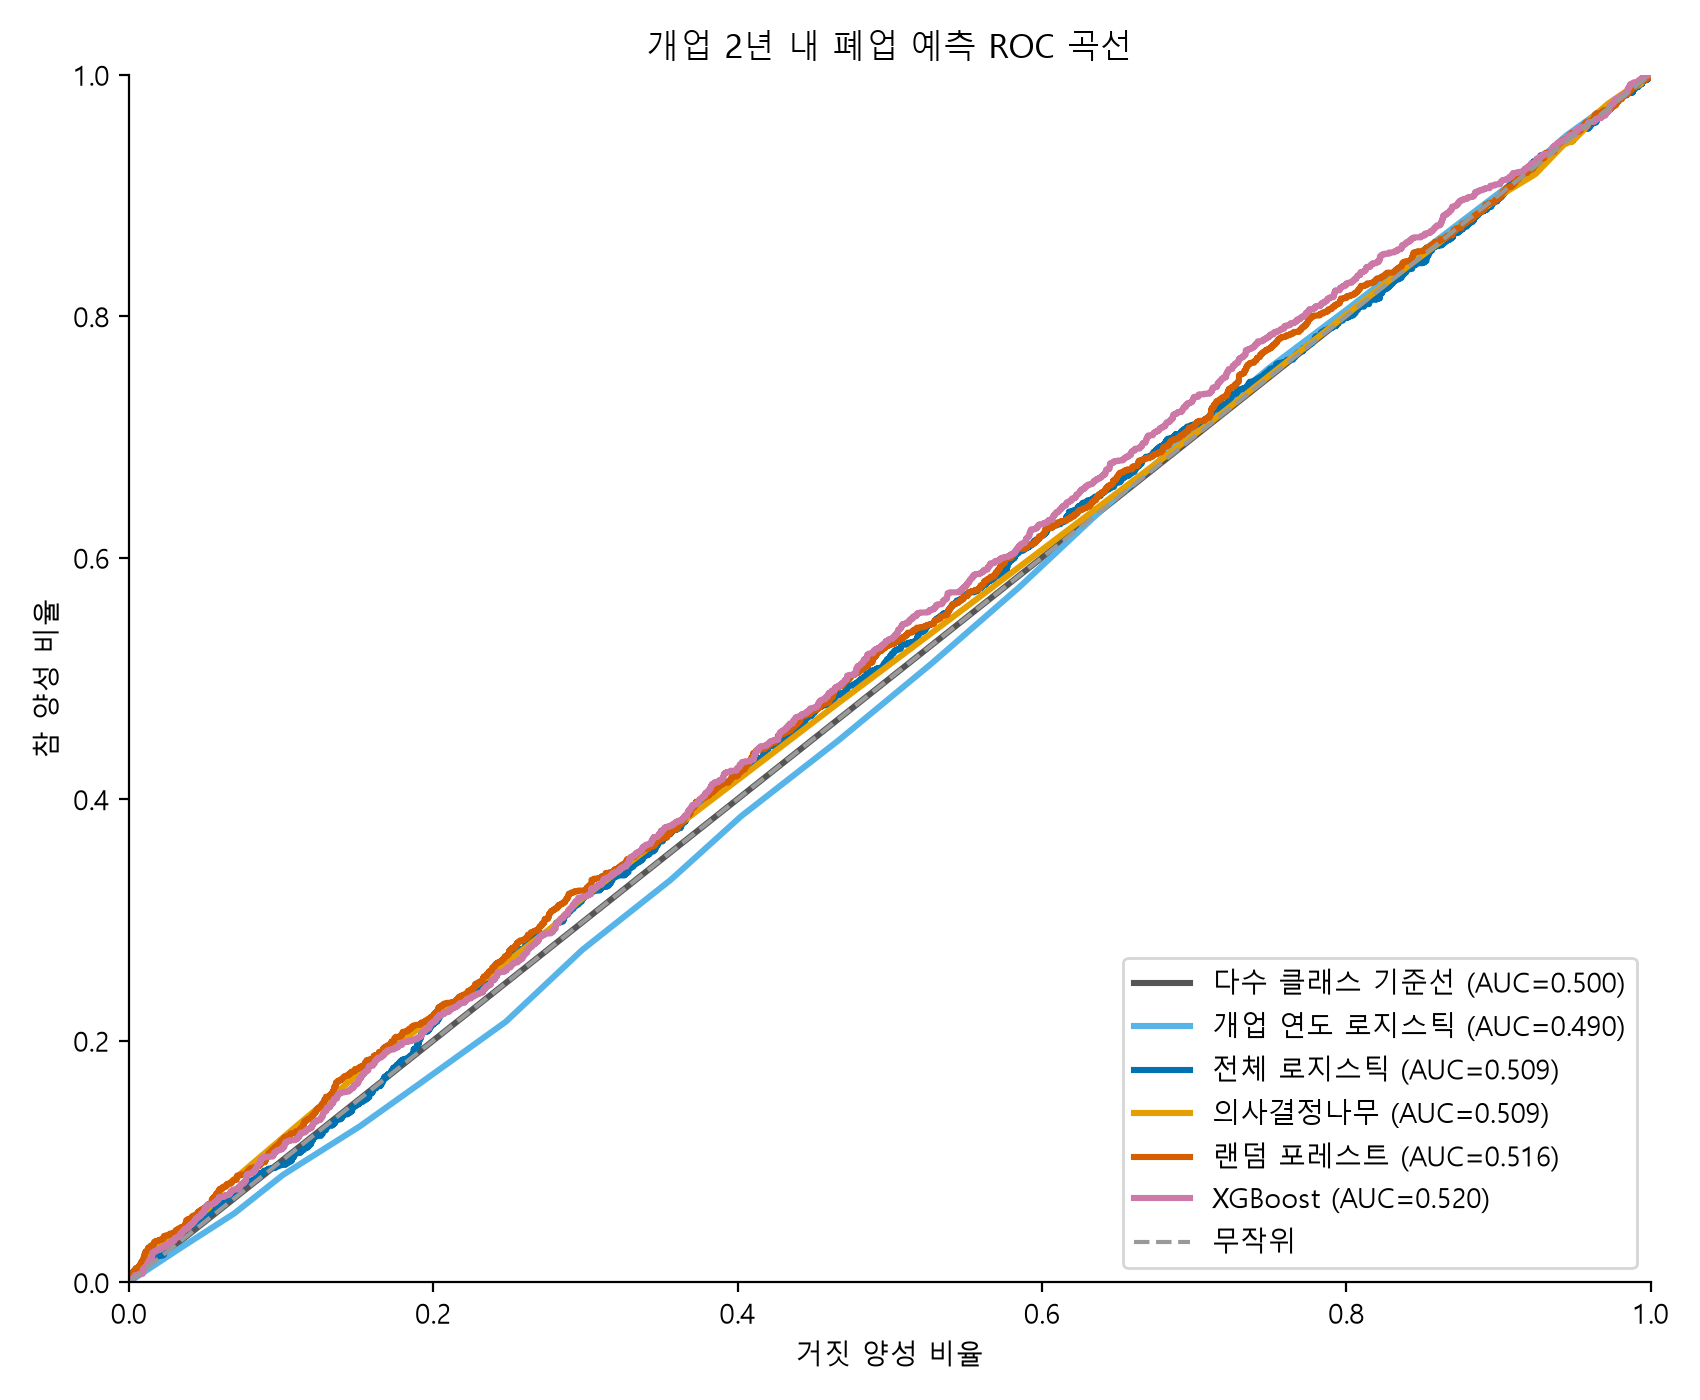 개업 2년 내 폐업 예측 ROC 곡선
1.0
0.8
0.6
0.4
0.2
0.0
참 양성 비율
다수 클래스 기준선 (AUC=0.500)
개업 연도 로지스틱 (AUC=0.490)
전체 로지스틱 (AUC=0.509)
의사결정나무 (AUC=0.509)
랜덤 포레스트 (AUC=0.516)
XGBoost (AUC=0.520)
무작위
0.0 0.2 0.4 0.6 0.8 1.0
거짓 양성 비율